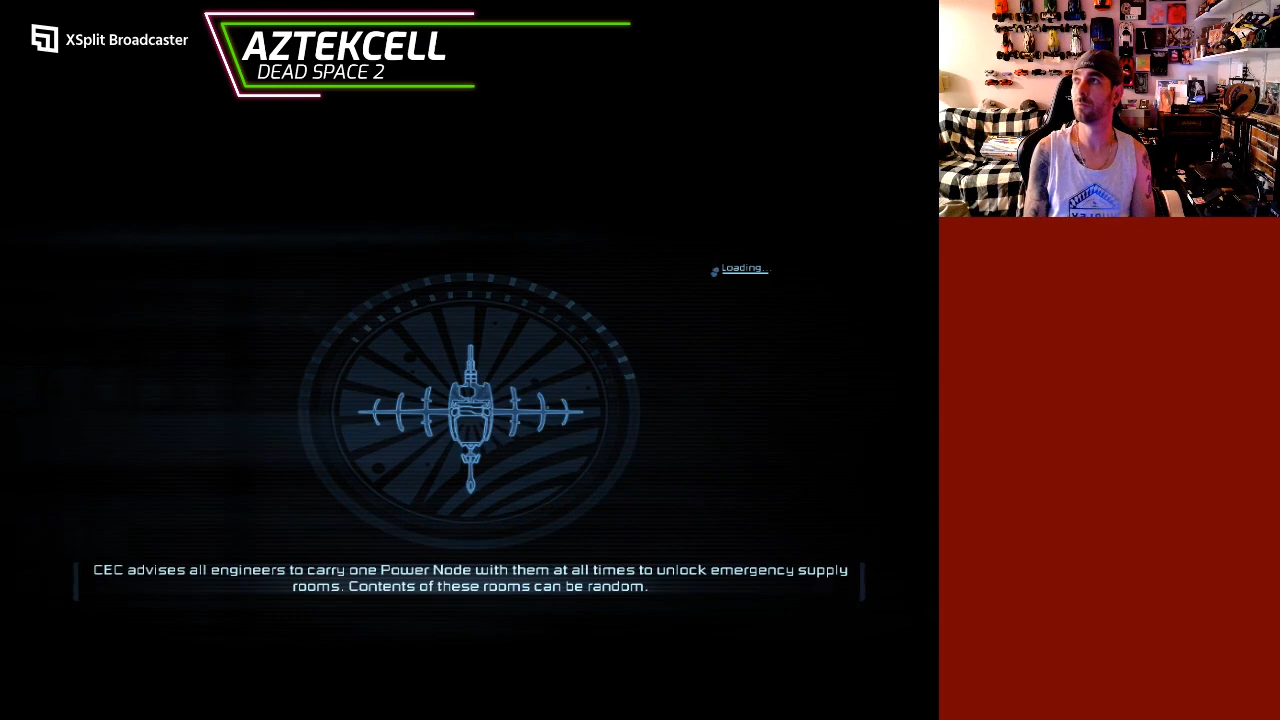 XSplit Broadcaster
AZTEKCELL
DEAD SPACE 2
Loading...
CEC advises all engineers to carry one Power Node with them at all times to unlock emergency supply
rooms. Contents of these rooms can be random.